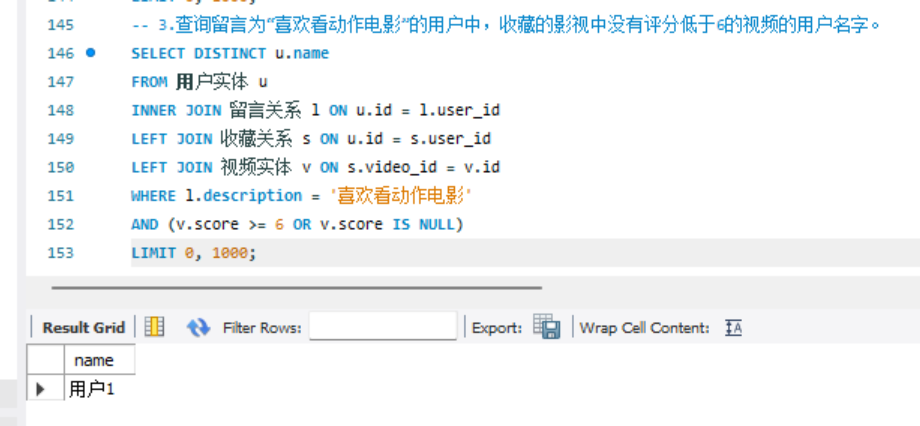 145 -- 3.查询留言为“喜欢看动作电影”的用户中，收藏的影视中没有评分低于6的视频的用户名字。
146 SELECT DISTINCT u.name
147 FROM 用户实体 u
148 INNER JOIN 留言关系 l ON u.id = l.user_id
149 LEFT JOIN 收藏关系 s ON u.id = s.user_id
150 LEFT JOIN 视频实体 v ON s.video_id = v.id
151 WHERE l.description = '喜欢看动作电影'
152 AND (v.score >= 6 OR v.score IS NULL)
153 LIMIT 0, 1000;
Result Grid Filter Rows: Export: Wrap Cell Content: IA
name
用户1